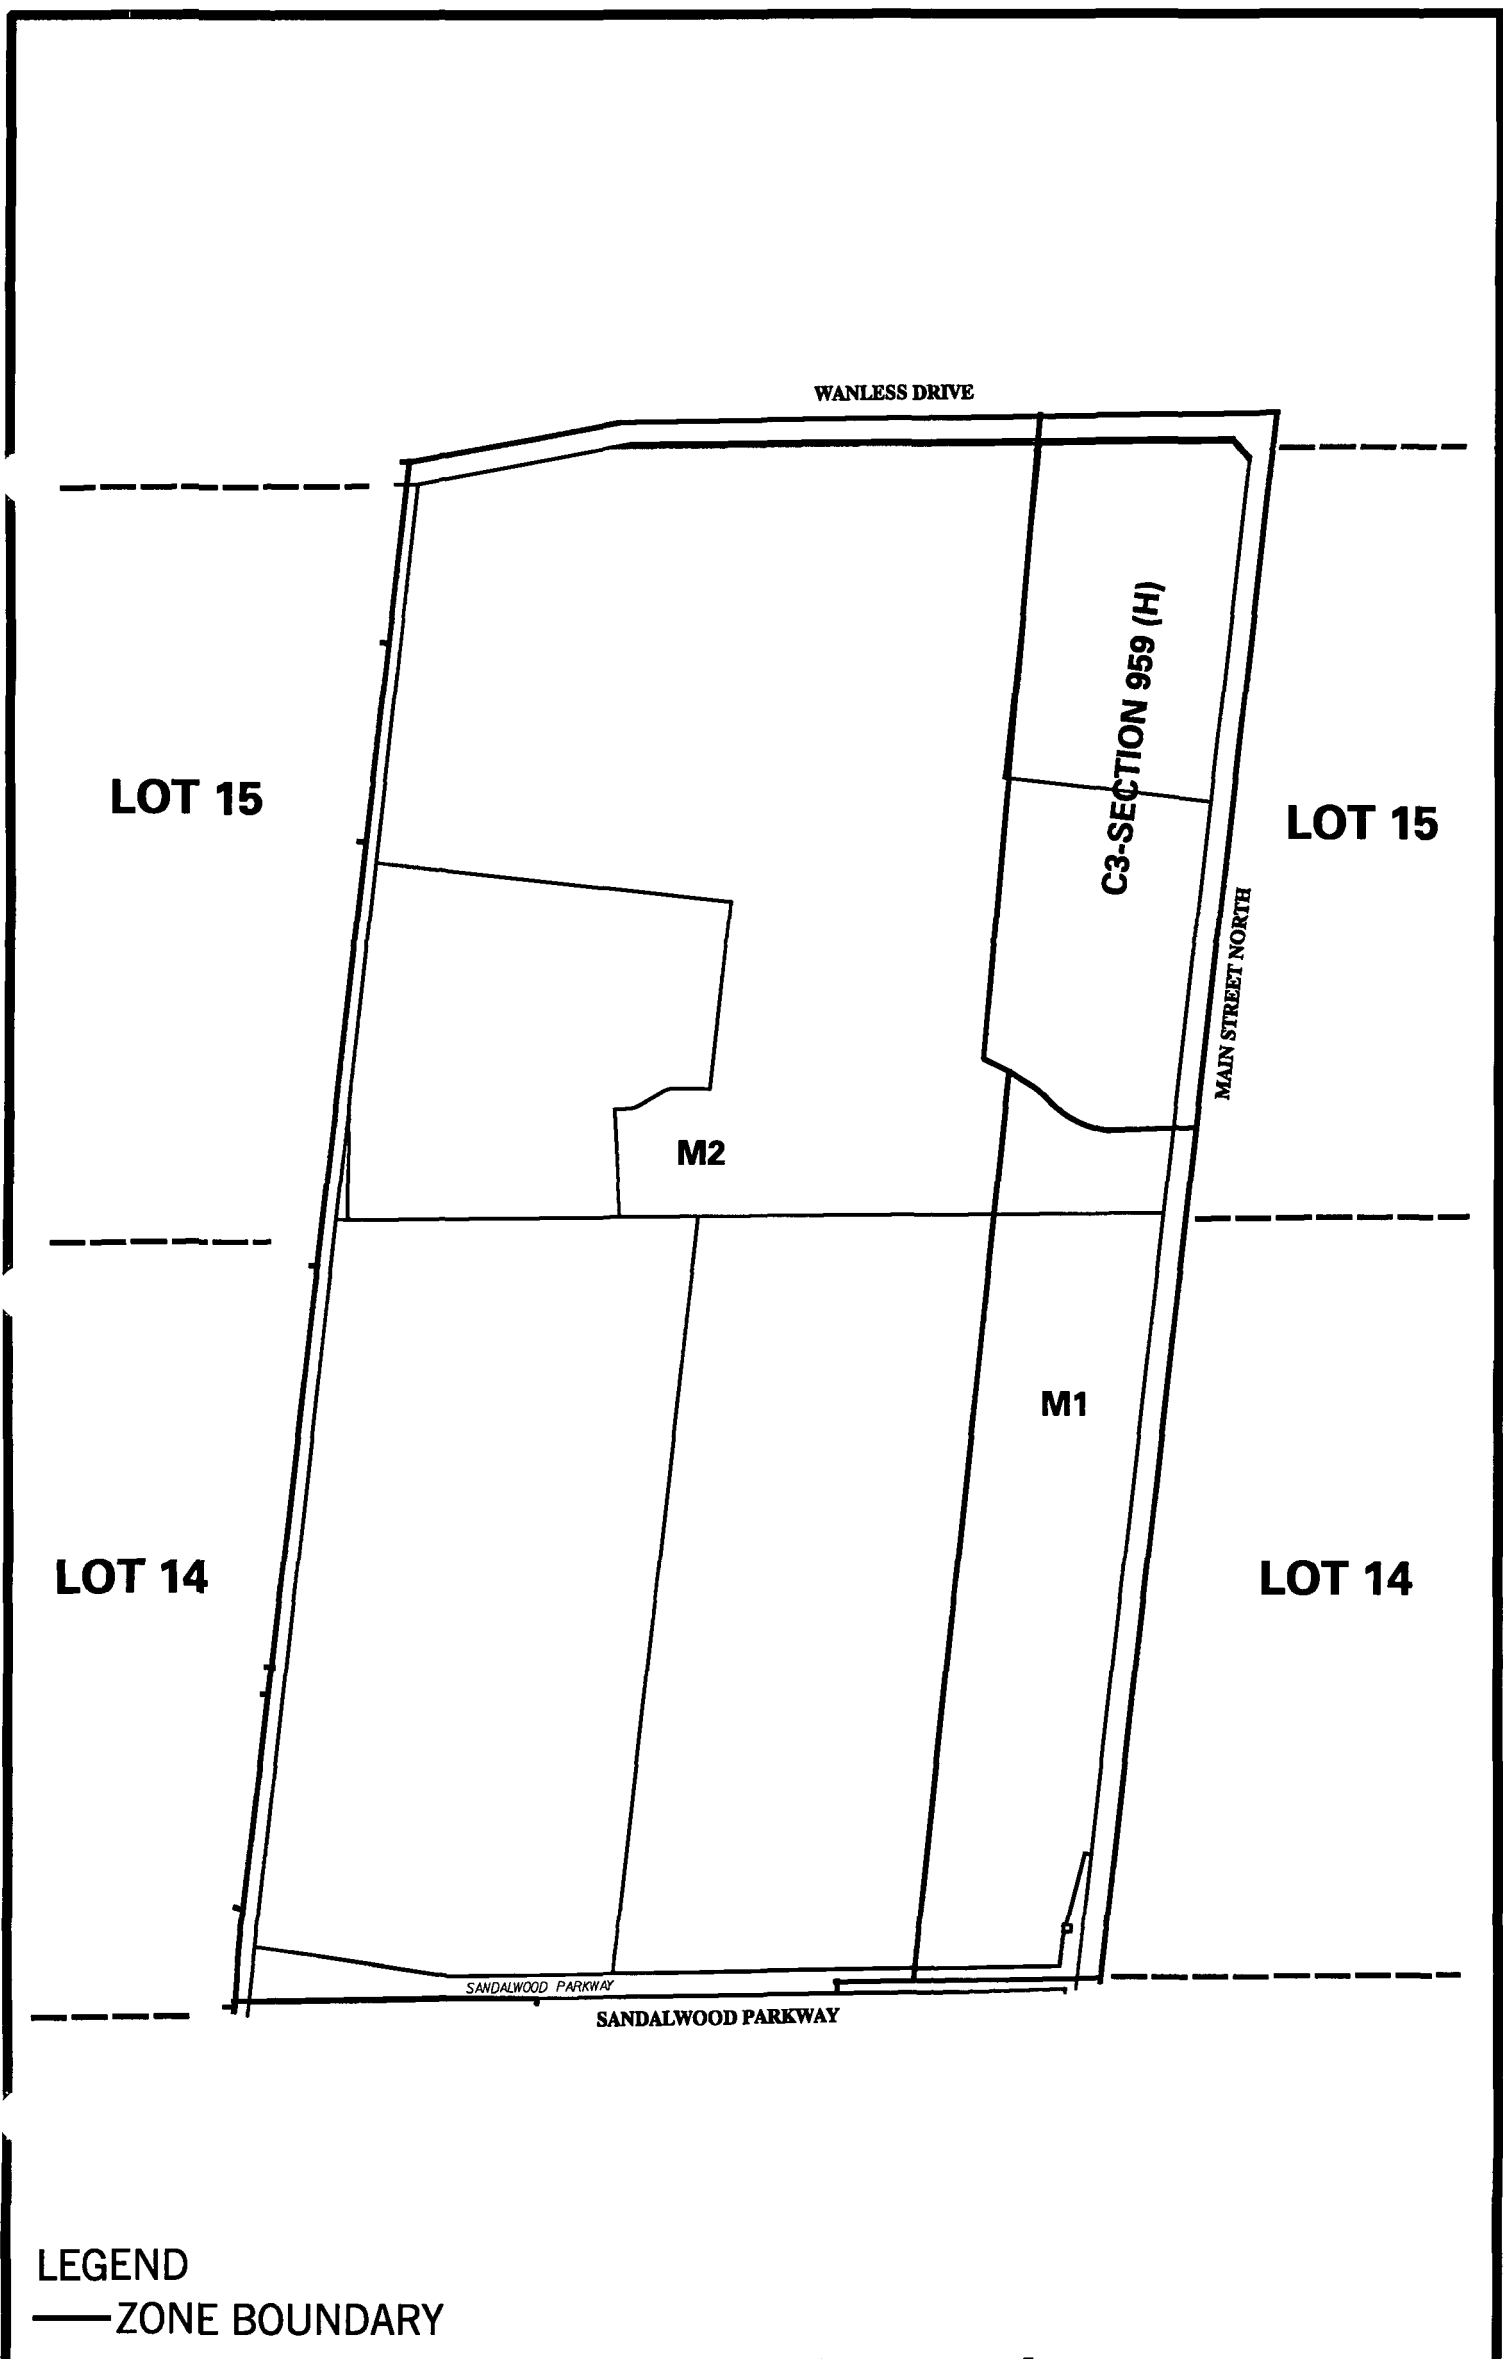 WANLESS DRIVE
C3-SECTION 959 (H)
LOT 15
LOT 15
MAIN STREET NORTH
M2
M1
LOT 14
LOT 14
SANDALWOOD PARKWAY
SANDALWOOD PARKWAY
LEGEND
ZONE BOUNDARY